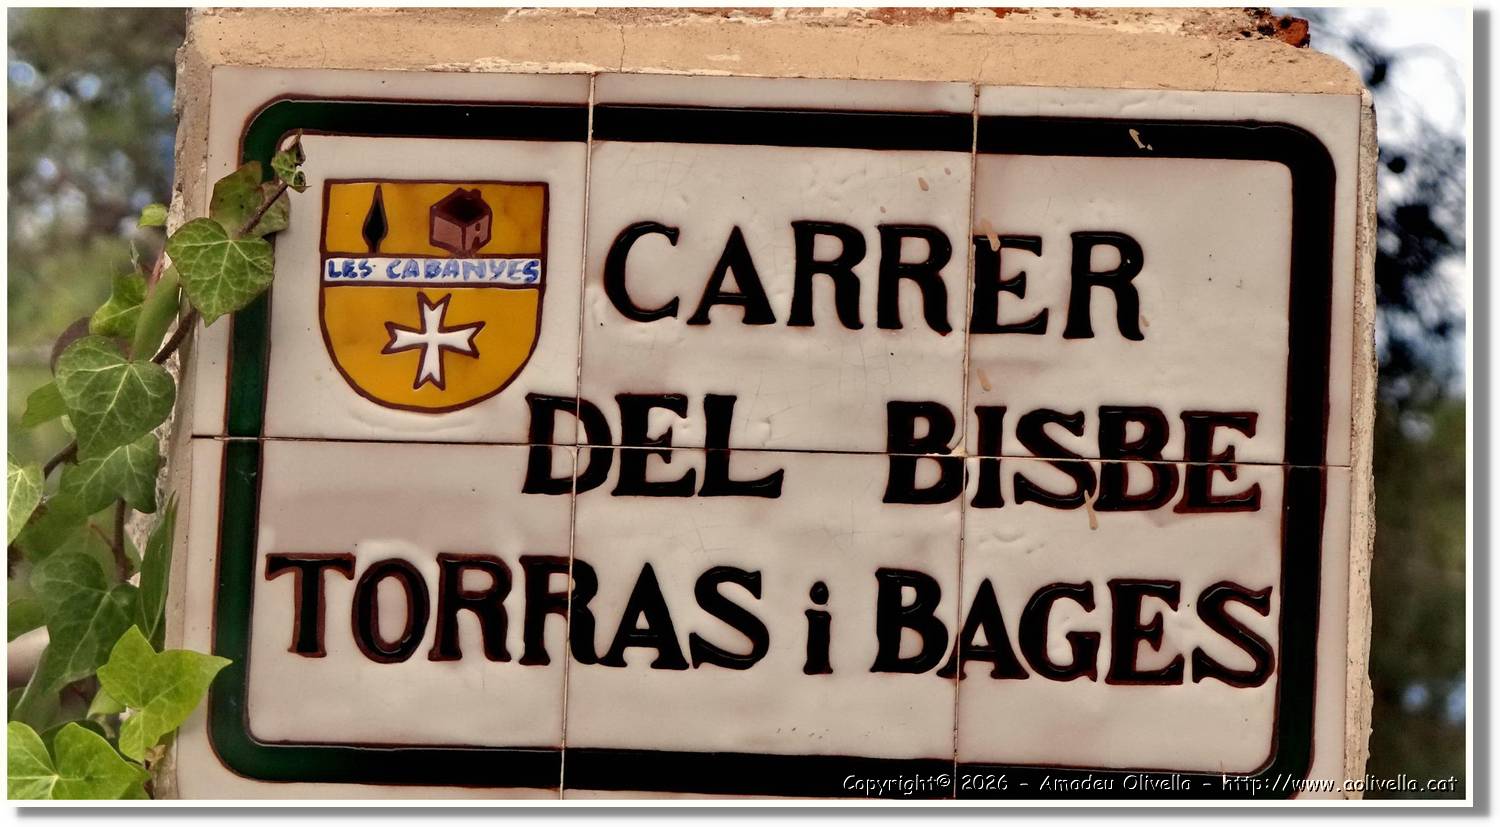 LES CABANYES
CARRER
DEL BISBE
TORRAS i BAGES
Copyright© 2026 - Amadeu Olivella - http://www.aolivella.cat